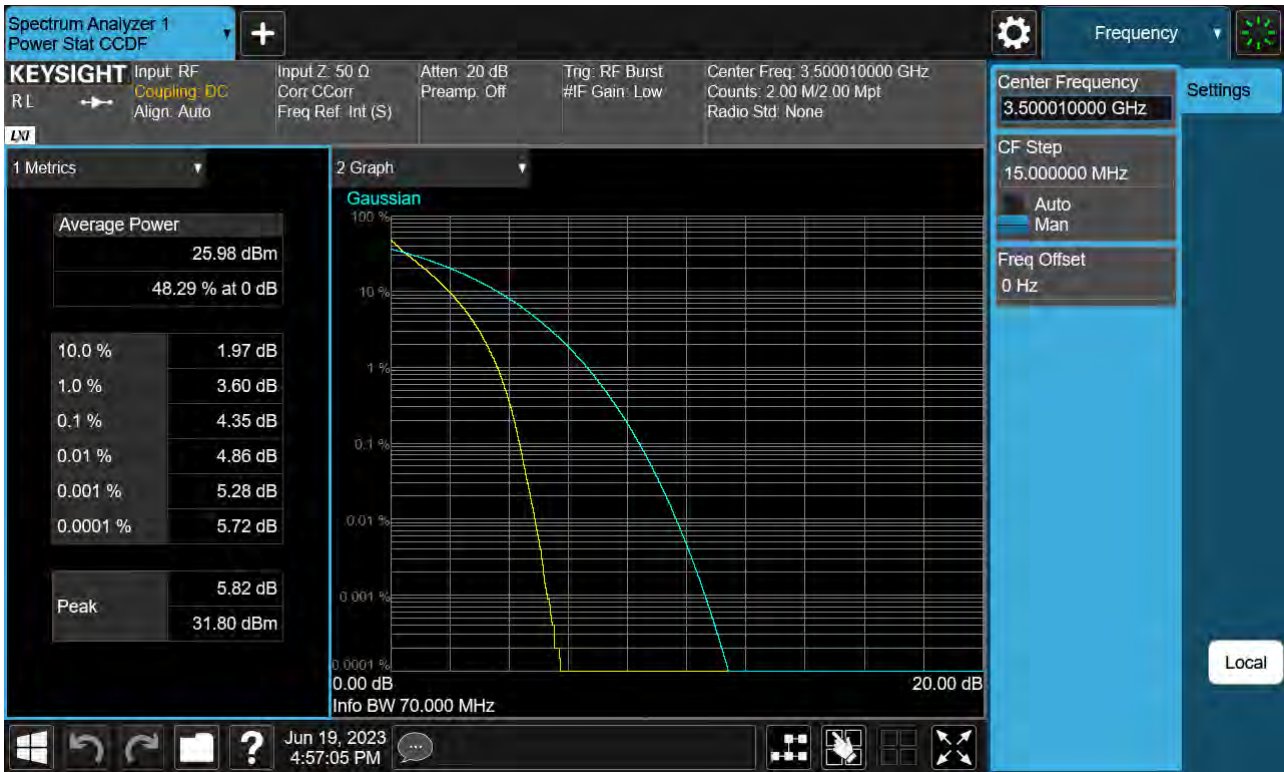 Spectrum Analyzer 1
Power Stat CCDF
Frequency
KEYSIGHT
R L
LXI
Input: RF
Coupling: DC
Align: Auto
Input Z: 50 Ω
Corr CCorr
Freq Ref: Int (S)
Atten: 20 dB
Preamp: Off
Trig: RF Burst
#IF Gain: Low
Center Freq: 3.500010000 GHz
Counts: 2.00 M/2.00 Mpt
Radio Std: None
Center Frequency
3.500010000 GHz
Settings
CF Step
15.000000 MHz
Auto
Man
Freq Offset
0 Hz
1 Metrics
Average Power
25.98 dBm
48.29 % at 0 dB
10.0 % 1.97 dB
1.0 % 3.60 dB
0.1 % 4.35 dB
0.01 % 4.86 dB
0.001 % 5.28 dB
0.0001 % 5.72 dB
Peak
5.82 dB
31.80 dBm
2 Graph
Gaussian
100 %
10 %
1 %
0.1 %
0.01 %
0.001 %
0.0001 %
0.00 dB 20.00 dB
Info BW 70.000 MHz
Local
Jun 19, 2023
4:57:05 PM